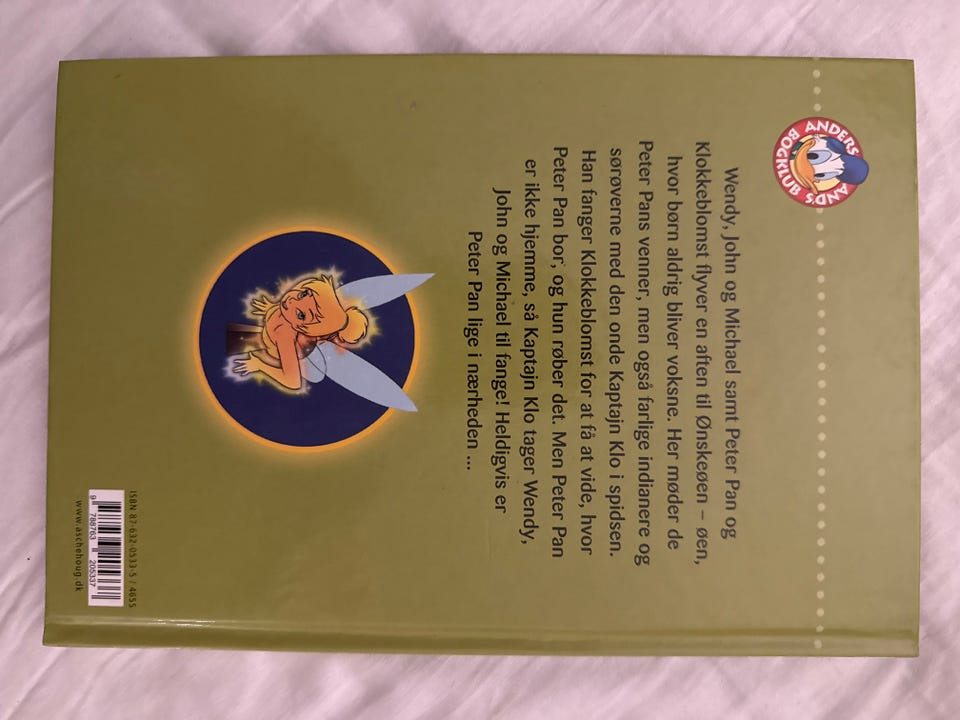 ANDERS
AND'S
BOGKLUB
Wendy, John og Michael samt Peter Pan og
Klokkeblomst flyver en aften til Ønskeøen – øen,
hvor børn aldrig bliver voksne. Her møder de
Peter Pans venner, men også farlige indianere og
sørøverne med den onde Kaptajn Klo i spidsen.
Han fanger Klokkeblomst for at få at vide, hvor
Peter Pan bor, og hun røber det. Men Peter Pan
er ikke hjemme, så Kaptajn Klo tager Wendy,
John og Michael til fange! Heldigvis er
Peter Pan lige i nærheden ...
ISBN 87-632-0533-5 / 4655
9 788763 205337
www.aschehoug.dk